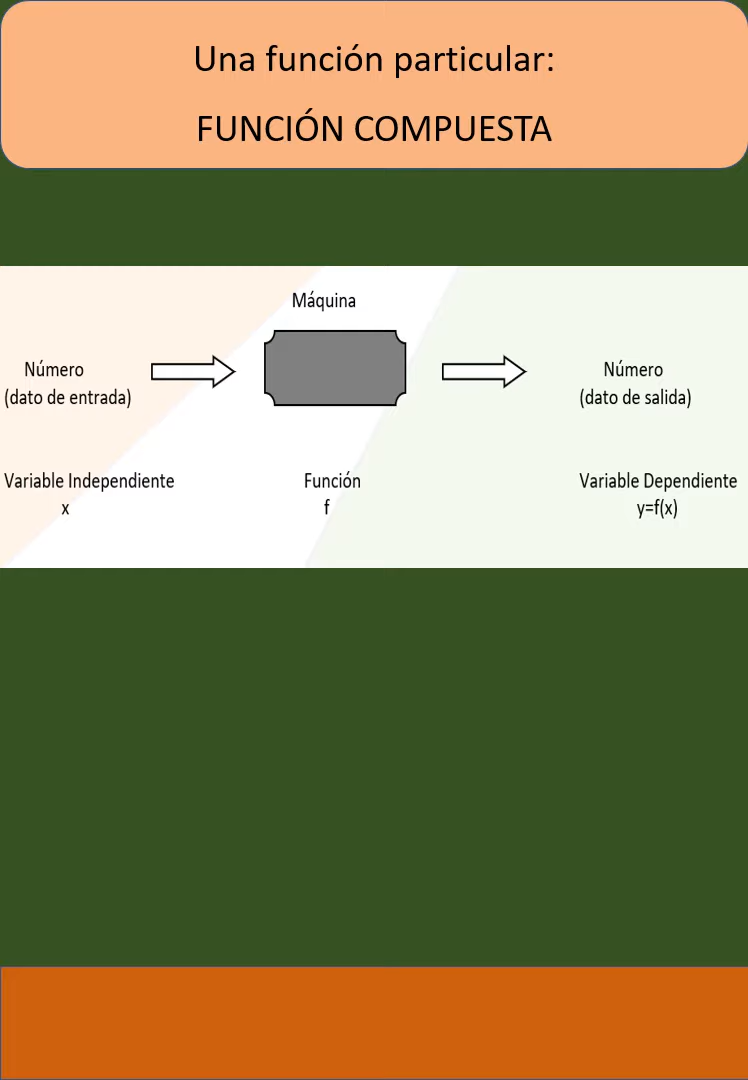 Una función particular:
FUNCIÓN COMPUESTA
Máquina
Número
(dato de entrada)
Número
(dato de salida)
Variable Independiente
x
Función
f
Variable Dependiente
y=f(x)